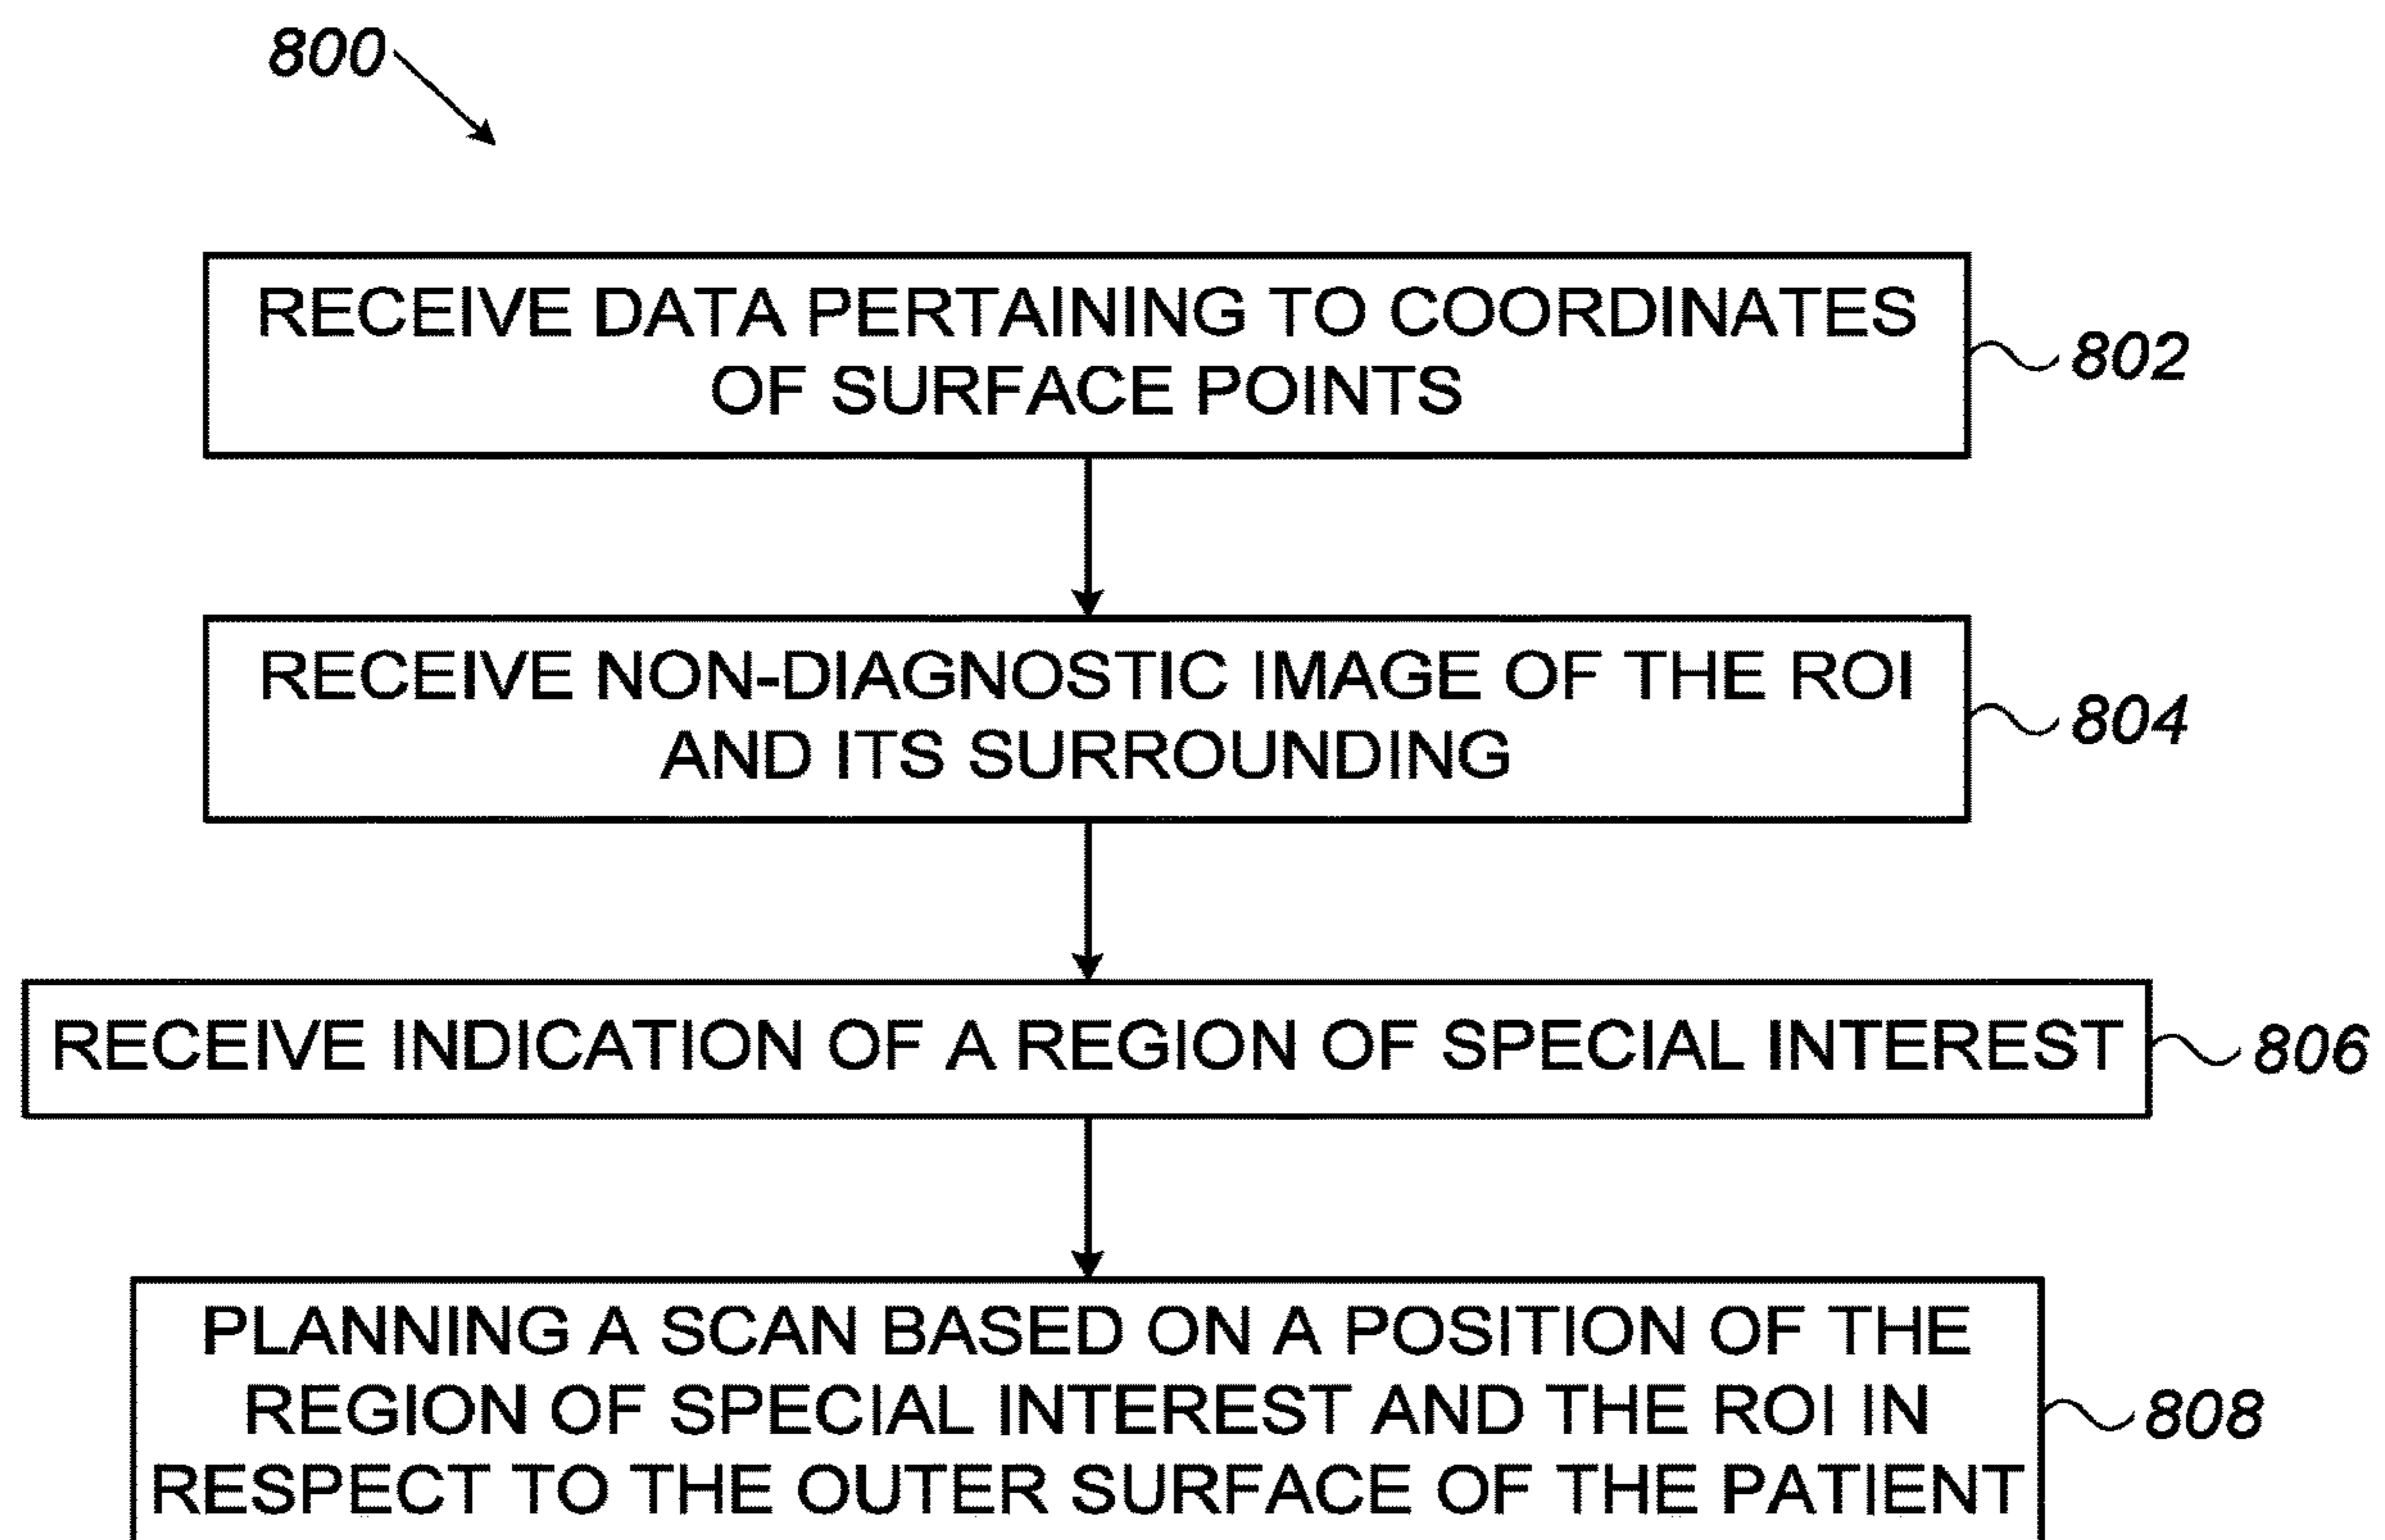 800
RECEIVE DATA PERTAINING TO COORDINATES
OF SURFACE POINTS
802
RECEIVE NON-DIAGNOSTIC IMAGE OF THE ROI
AND ITS SURROUNDING
804
RECEIVE INDICATION OF A REGION OF SPECIAL INTEREST
806
PLANNING A SCAN BASED ON A POSITION OF THE
REGION OF SPECIAL INTEREST AND THE ROI IN
RESPECT TO THE OUTER SURFACE OF THE PATIENT
808